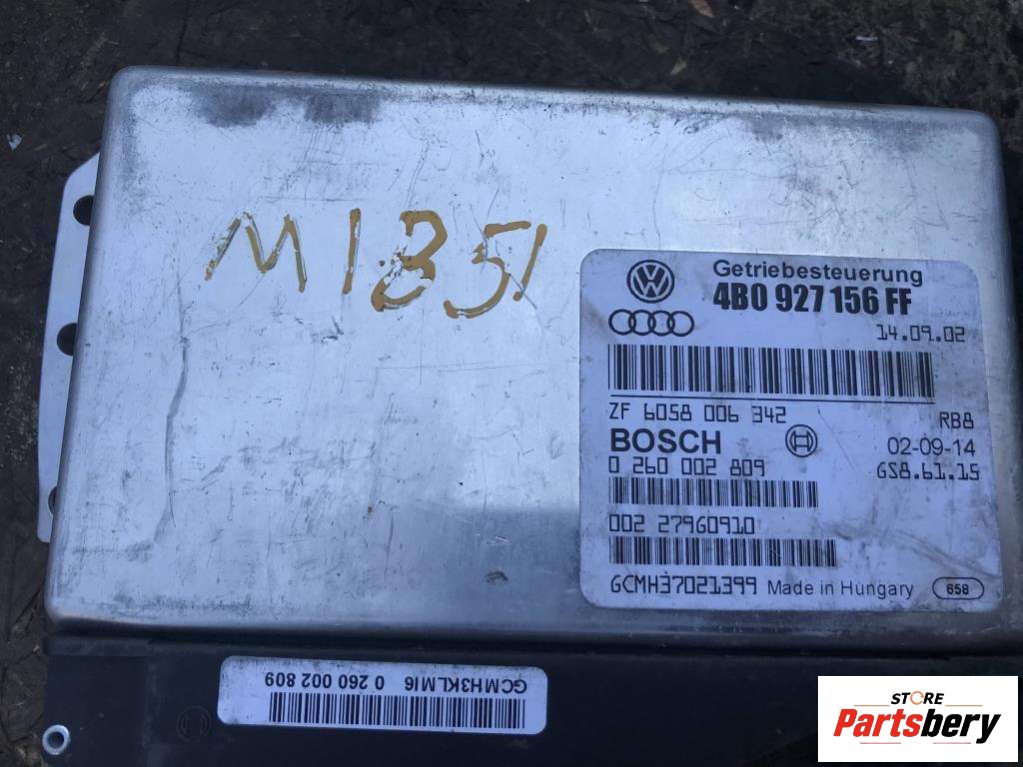 M1851
Getriebesteuerung
4B0 927 156 FF
14.09.02
ZF 6058 006 342
RB8
BOSCH
02-09-14
0 260 002 809
GS8.61.15
002 27960910
GCMH37021399 Made in Hungary 658
GCMH3KLMI6 0 260 002 809
STORE
Partsbery